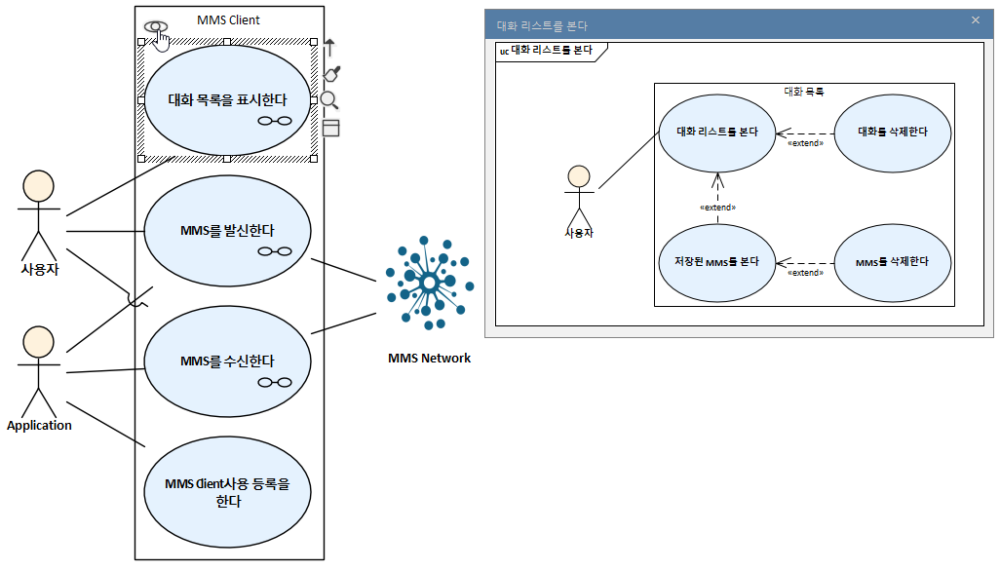 MMS Client
대화 목록을 표시한다
MMS를 발신한다
MMS를 수신한다
MMS Client사용 등록을
한다
사용자
Application
MMS Network
대화 리스트를 본다
uc 대화 리스트를 본다
대화 목록
대화 리스트를 본다
«extend»
대화를 삭제한다
«extend»
사용자
저장된 MMS를 본다
«extend»
MMS를 삭제한다